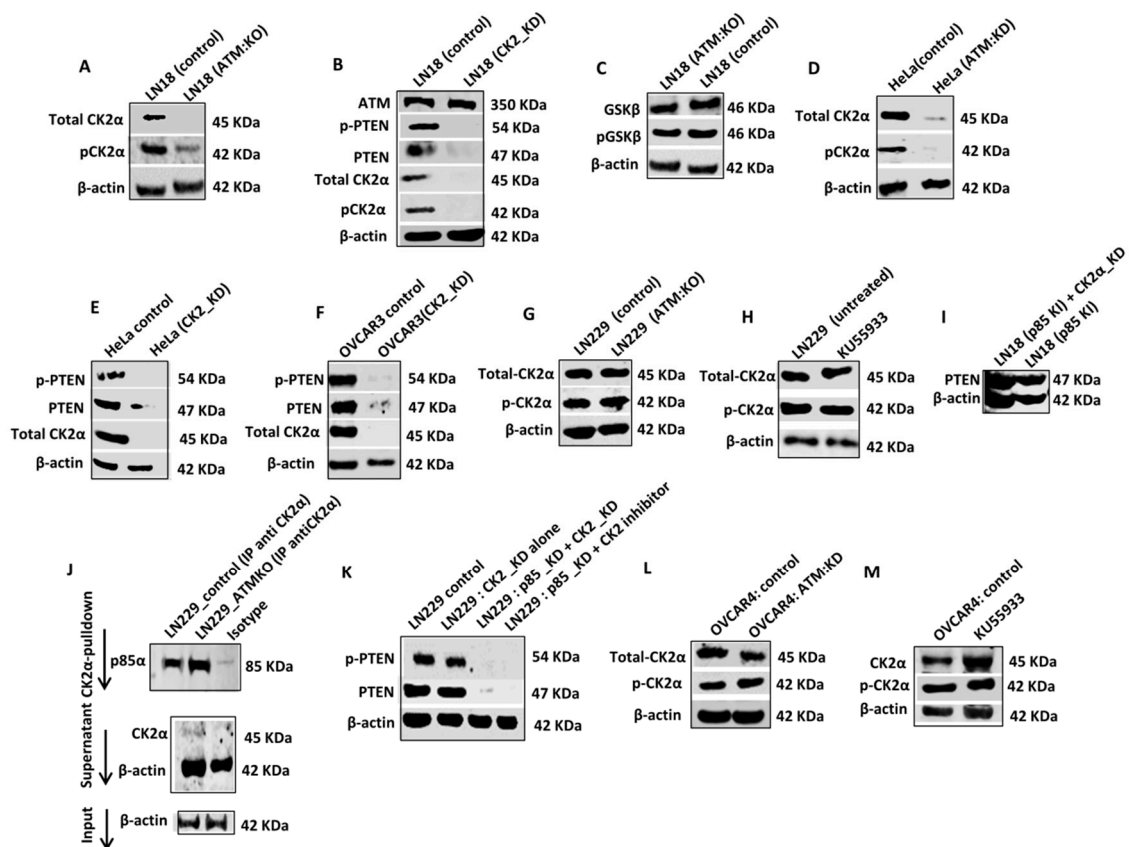 A
LN18 (control)
LN18 (ATM:KO)
Total CK2α 45 KDa
pCK2α 42 KDa
β-actin 42 KDa
B
LN18 (control)
LN18 (CK2_KD)
ATM 350 KDa
p-PTEN 54 KDa
PTEN 47 KDa
Total CK2α 45 KDa
pCK2α 42 KDa
β-actin 42 KDa
C
LN18 (ATM:KO)
LN18 (control)
GSKβ 46 KDa
pGSKβ 46 KDa
β-actin 42 KDa
D
HeLa(control)
HeLa (ATM:KD)
Total CK2α 45 KDa
pCK2α 42 KDa
β-actin 42 KDa
E
HeLa control
HeLa (CK2_KD)
p-PTEN 54 KDa
PTEN 47 KDa
Total CK2α 45 KDa
β-actin 42 KDa
F
OVCAR3 control
OVCAR3(CK2_KD)
p-PTEN 54 KDa
PTEN 47 KDa
Total CK2α 45 KDa
β-actin 42 KDa
G
LN229 (control)
LN229 (ATM:KO)
Total-CK2α 45 KDa
p-CK2α 42 KDa
β-actin 42 KDa
H
LN229 (untreated)
KU55933
Total-CK2α 45 KDa
p-CK2α 42 KDa
β-actin 42 KDa
I
LN18 (p85 KI) + CK2α_KD
LN18 (p85 KI)
PTEN 47 KDa
β-actin 42 KDa
J
LN229_control (IP anti CK2α)
LN229_ATMKO (IP antiCK2α)
Isotype
CK2α-pulldown
p85α 85 KDa
Supernatant
CK2α 45 KDa
β-actin 42 KDa
Input
β-actin 42 KDa
K
LN229 control
LN229 : CK2_KD alone
LN229 : p85_KD + CK2_KD
LN229 : p85_KD + CK2 inhibitor
p-PTEN 54 KDa
PTEN 47 KDa
β-actin 42 KDa
L
OVCAR4: control
OVCAR4: ATM:KD
Total-CK2α 45 KDa
p-CK2α 42 KDa
β-actin 42 KDa
M
OVCAR4: control
KU55933
CK2α 45 KDa
p-CK2α 42 KDa
β-actin 42 KDa